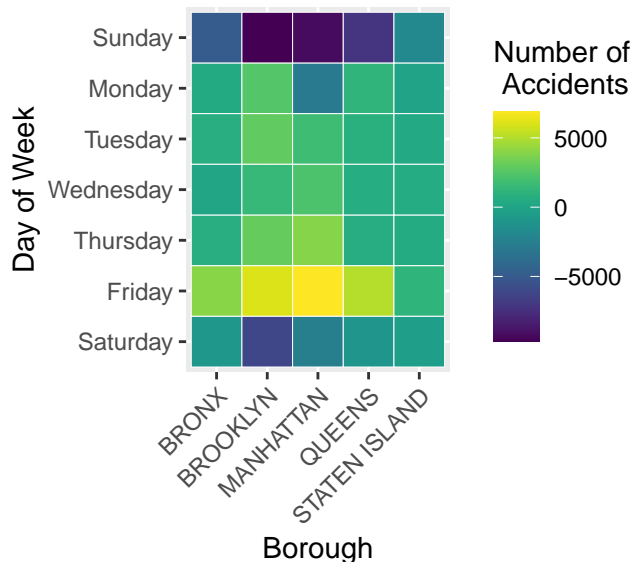 Sunday
Monday
Tuesday
Wednesday
Thursday
Friday
Saturday
Day of Week
BRONX
BROOKLYN
MANHATTAN
QUEENS
STATEN ISLAND
Borough
Number of
Accidents
5000
0
−5000